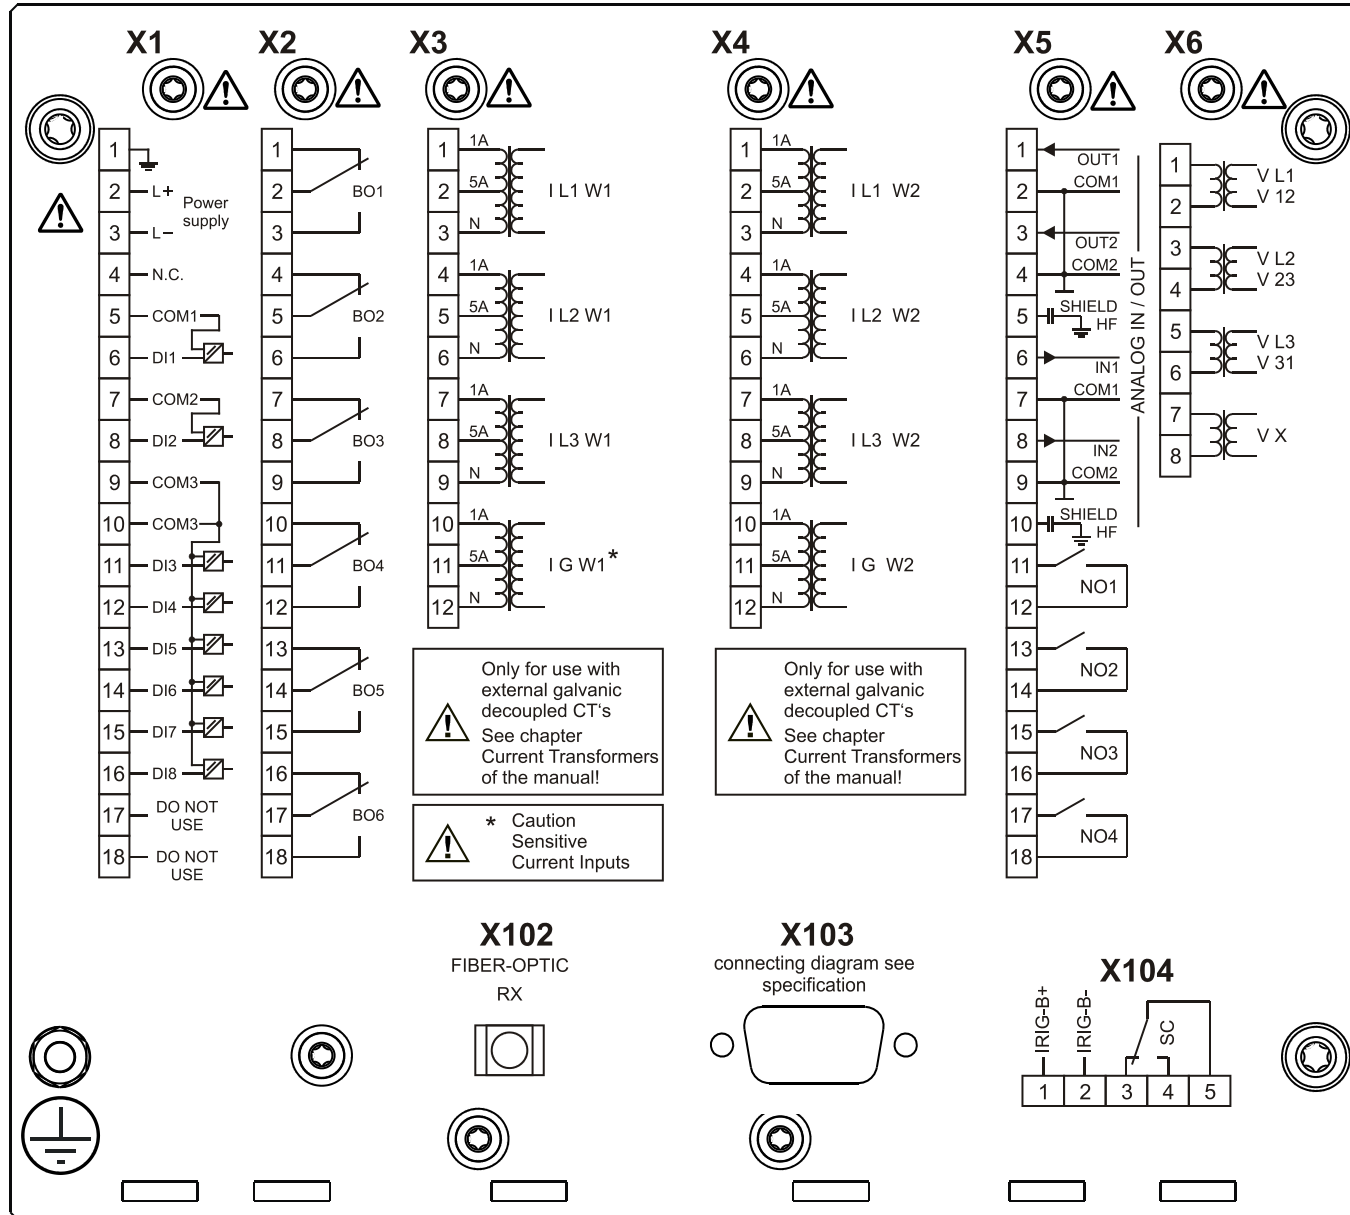 X1
1
2 L+
Power
supply
3 L–
4 N.C.
5 COM1
6 DI1
7 COM2
8 DI2
9 COM3
10 COM3
11 DI3
12 DI4
13 DI5
14 DI6
15 DI7
16 DI8
17 DO NOT
USE
18 DO NOT
USE
X2
1
2 BO1
3
4
5 BO2
6
7
8 BO3
9
10
11 BO4
12
13
14 BO5
15
16
17 BO6
18
X3
1 1A
2 5A I L1 W1
3 N
4 1A
5 5A I L2 W1
6 N
7 1A
8 5A I L3 W1
9 N
10 1A
11 5A I G W1*
12 N
Only for use with
external galvanic
decoupled CT‘s
See chapter
Current Transformers
of the manual!
* Caution
Sensitive
Current Inputs
X4
1 1A
2 5A I L1 W2
3 N
4 1A
5 5A I L2 W2
6 N
7 1A
8 5A I L3 W2
9 N
10 1A
11 5A I G W2
12 N
Only for use with
external galvanic
decoupled CT‘s
See chapter
Current Transformers
of the manual!
X5
1 OUT1
2 COM1
3 OUT2
4 COM2
5 SHIELD
HF
6 IN1
7 COM1
8 IN2
9 COM2
10 SHIELD
HF
ANALOG IN / OUT
11
NO1
12
13
NO2
14
15
NO3
16
17
NO4
18
X6
1 V L1
2 V 12
3 V L2
4 V 23
5 V L3
6 V 31
7
V X
8
X102
FIBER-OPTIC
RX
X103
connecting diagram see
specification
X104
IRIG-B+
IRIG-B-
SC
1 2 3 4 5